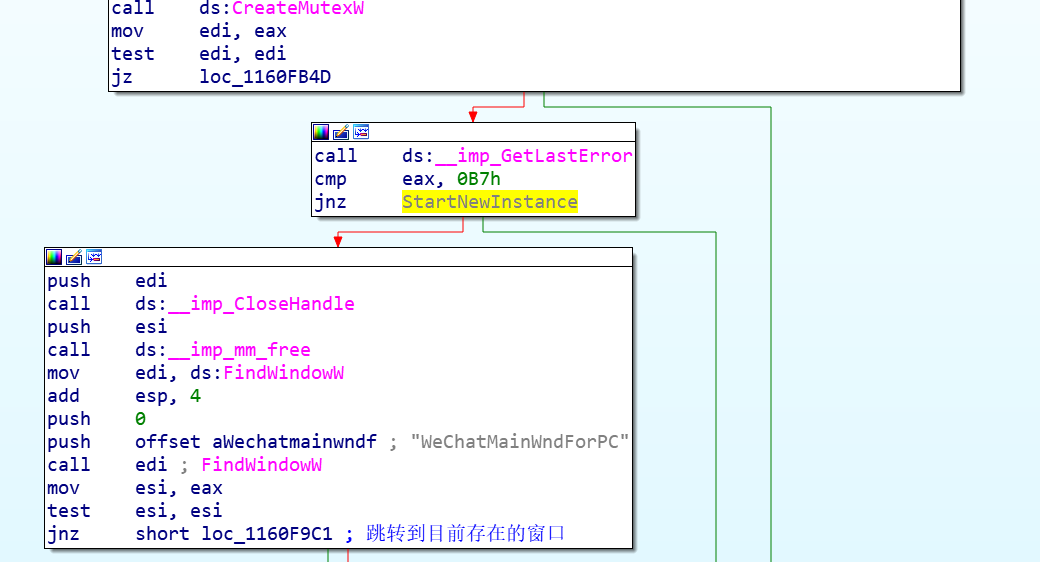 call ds:CreateMutexW
mov edi, eax
test edi, edi
jz loc_1160FB4D
call ds:__imp_GetLastError
cmp eax, 0B7h
jnz StartNewInstance
push edi
call ds:__imp_CloseHandle
push esi
call ds:__imp_mm_free
mov edi, ds:FindWindowW
add esp, 4
push 0
push offset aWechatmainwndf ; "WeChatMainWndForPC"
call edi ; FindWindowW
mov esi, eax
test esi, esi
jnz short loc_1160F9C1 ; 跳转到目前存在的窗口